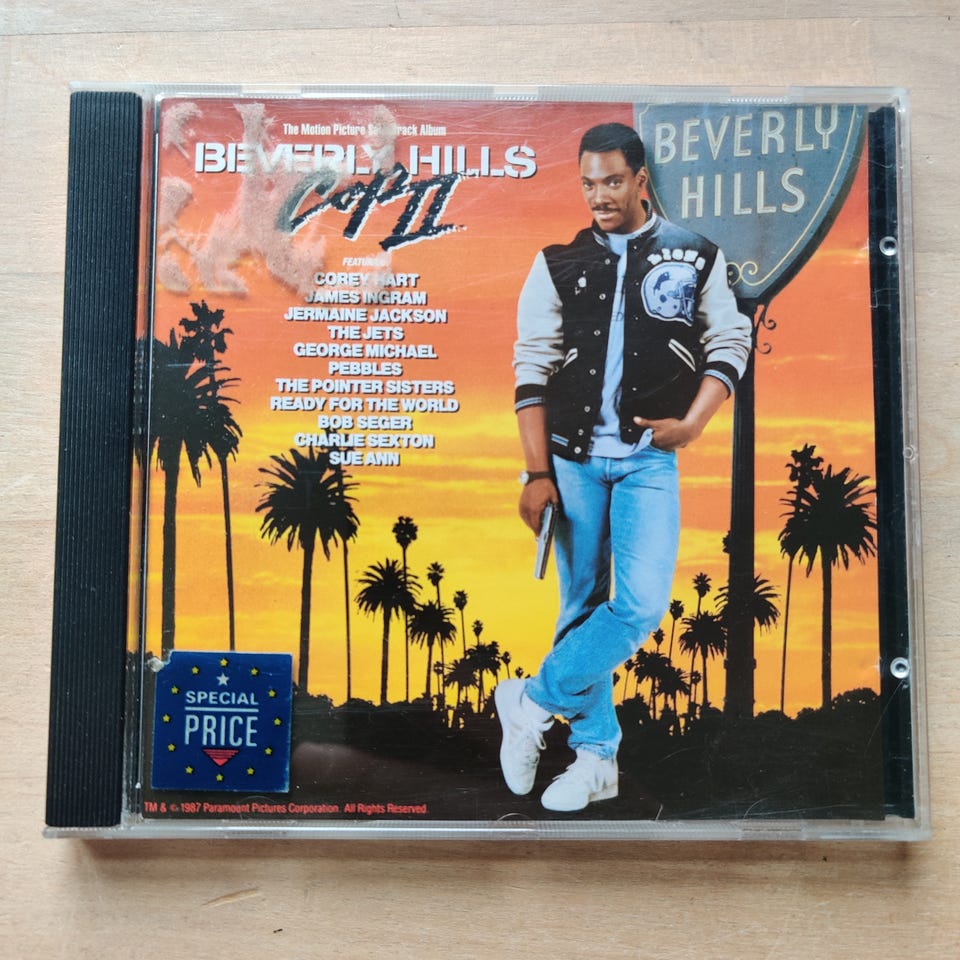 The Motion Picture Soundtrack Album
BEVERLY HILLS
COP II
FEATURING
COREY HART
JAMES INGRAM
JERMAINE JACKSON
THE JETS
GEORGE MICHAEL
PEBBLES
THE POINTER SISTERS
READY FOR THE WORLD
BOB SEGER
CHARLIE SEXTON
SUE ANN
BEVERLY
HILLS
LIONS
SPECIAL
PRICE
TM & © 1987 Paramount Pictures Corporation. All Rights Reserved.